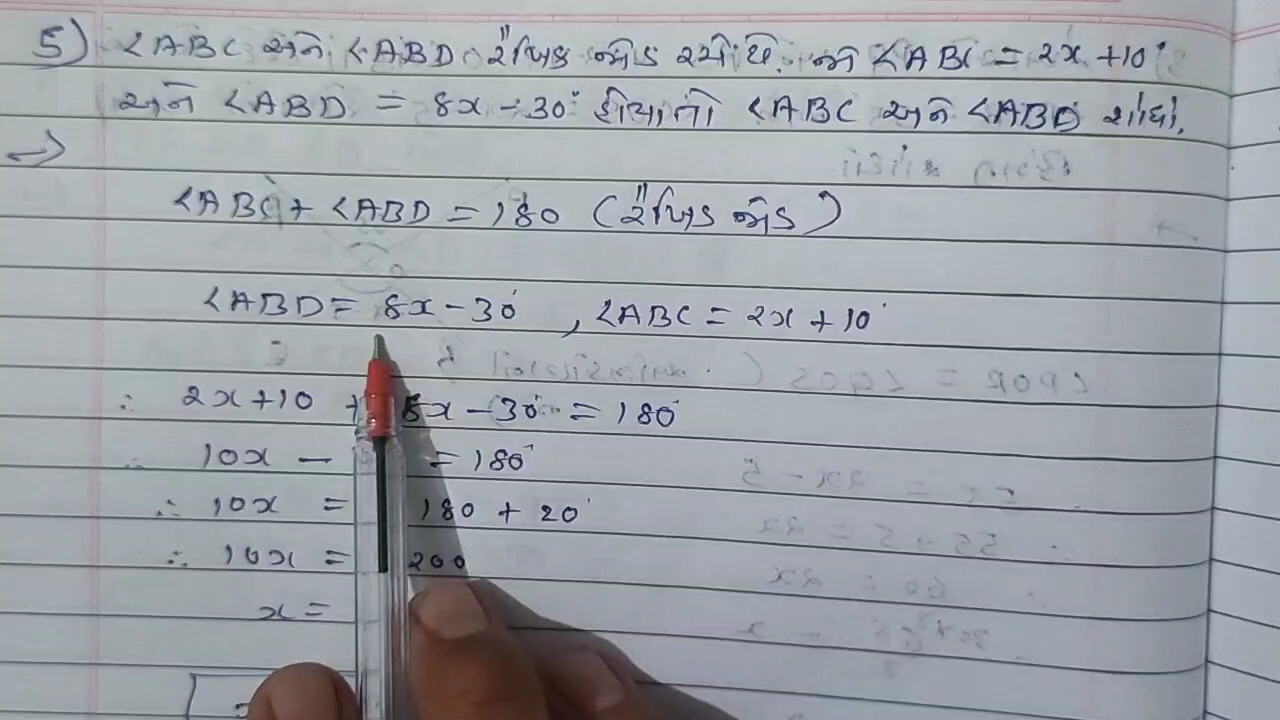 5) ∠ABC અને ∠ABD રૈખિક જોડ રચે છે. જો ∠ABC = 2x +10°
અને ∠ABD = 8x - 30° હોયાતો ∠ABC અને ∠ABD શોધો.
→
∠ABC + ∠ABD = 180 (રૈખિક જોડ)
∠ABD = 8x - 30° , ∠ABC = 2x + 10°
∴ 2x+10 + 8x - 30° = 180°
∴ 10x - = 180°
∴ 10x = 180 + 20°
∴ 10x = 200
x =